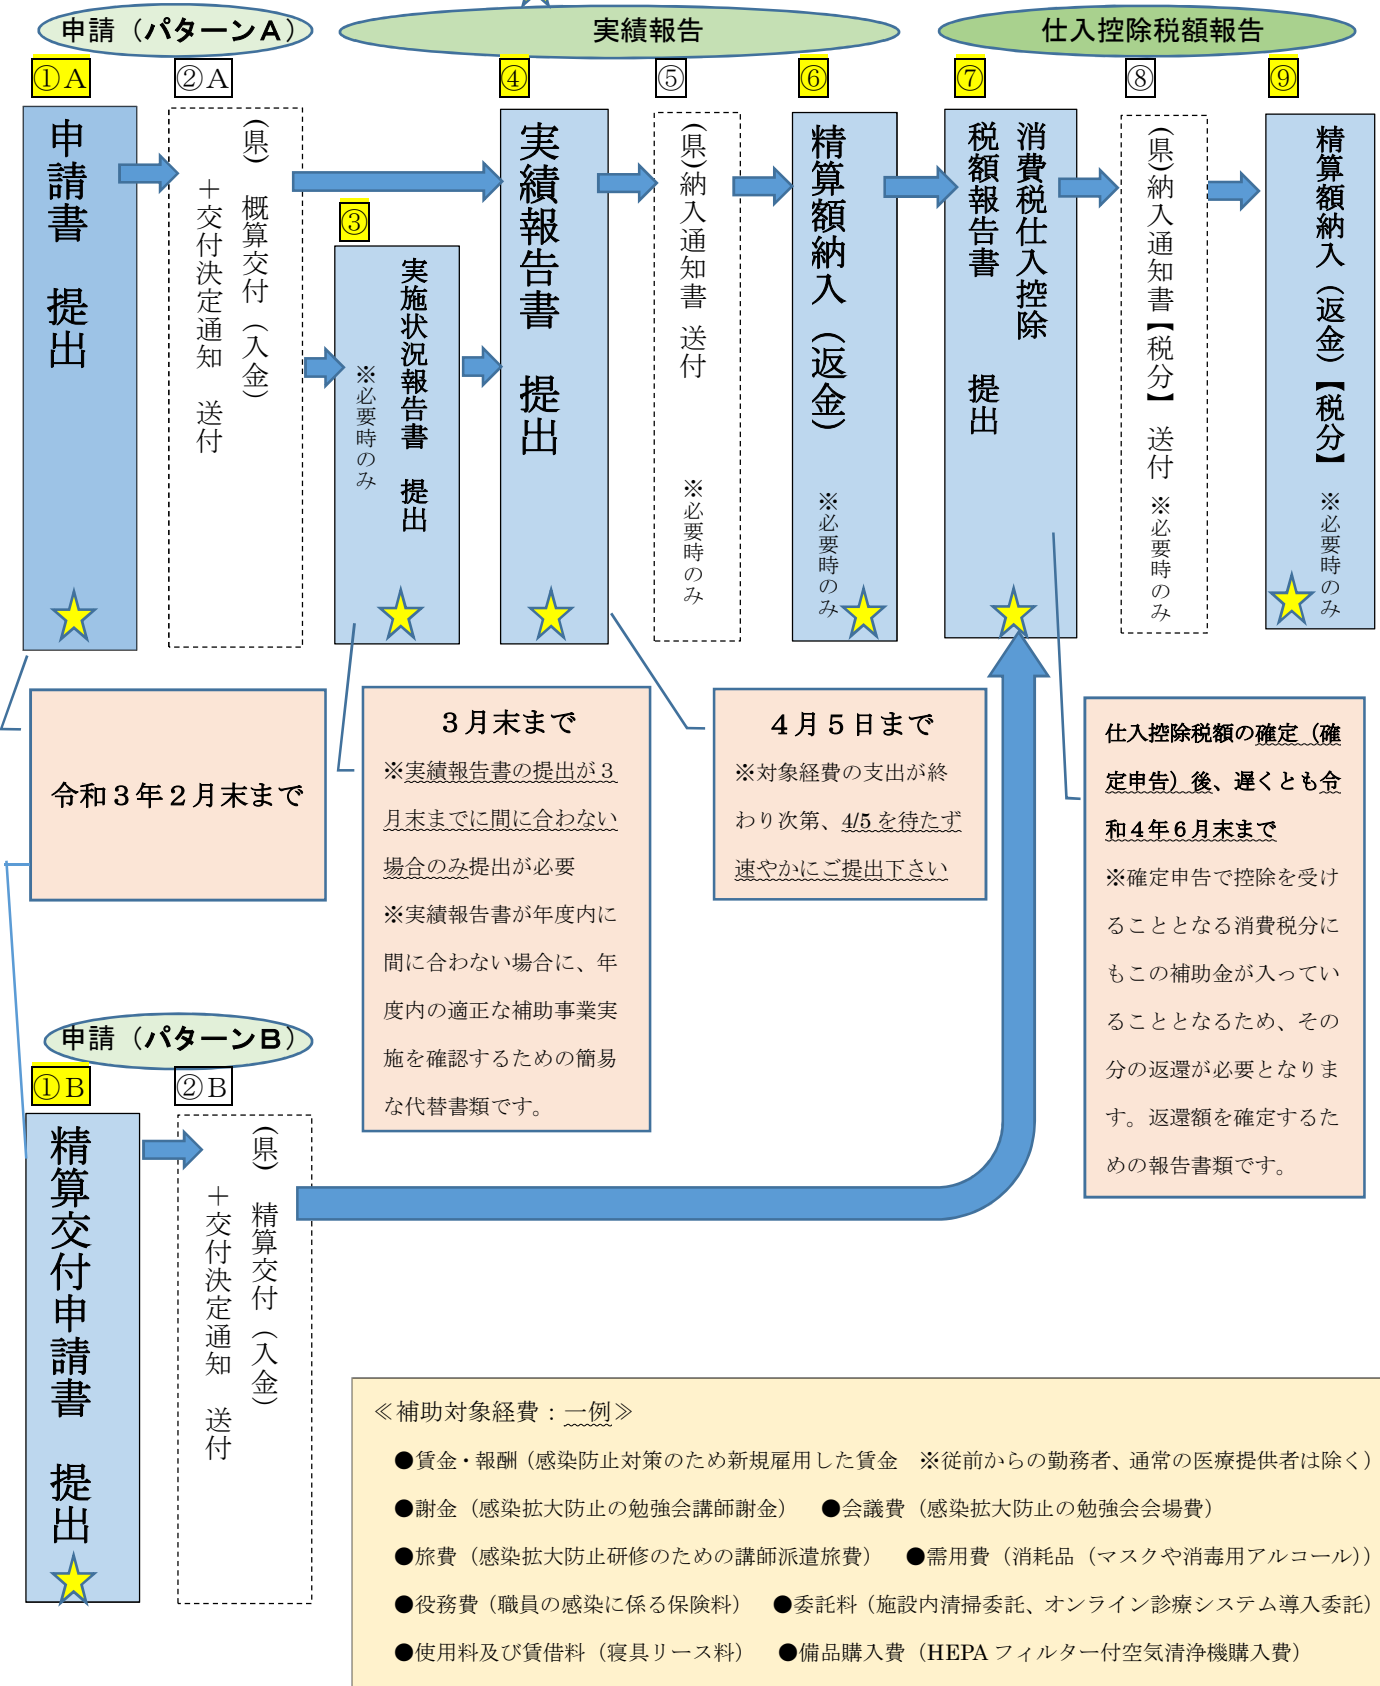 申請（パターンＡ）
実績報告
仕入控除税額報告
①Ａ
②Ａ
④
⑤
⑥
⑦
⑧
⑨
申請書　提出
（県）　概算交付（入金）
＋交付決定通知　送付
③
実施状況報告書　提出
※必要時のみ
実績報告書　提出
（県）納入通知書 送付
※必要時のみ
精算額納入（返金）
※必要時のみ
消費税仕入控除
税額報告書　提出
（県）納入通知書【税分】 送付 ※必要時のみ
精算額納入（返金）【税分】 ※必要時のみ
令和３年２月末まで
３月末まで
※実績報告書の提出が３
月末までに間に合わない
場合のみ提出が必要
※実績報告書が年度内に
間に合わない場合に、年
度内の適正な補助事業実
施を確認するための簡易
な代替書類です。
４月５日まで
※対象経費の支出が終
わり次第、4/5 を待たず
速やかにご提出下さい
仕入控除税額の確定（確
定申告）後、遅くとも令
和４年６月末まで
※確定申告で控除を受け
ることとなる消費税分に
もこの補助金が入ってい
ることとなるため、その
分の返還が必要となりま
す。返還額を確定するた
めの報告書類です。
申請（パターンＢ）
①Ｂ
②Ｂ
精算交付申請書　提出
（県）　精算交付（入金）
＋交付決定通知　送付
≪補助対象経費：一例≫
●賃金・報酬（感染防止対策のため新規雇用した賃金　※従前からの勤務者、通常の医療提供者は除く）
●謝金（感染拡大防止の勉強会講師謝金）　●会議費（感染拡大防止の勉強会会場費）
●旅費（感染拡大防止研修のための講師派遣旅費）　●需用費（消耗品（マスクや消毒用アルコール））
●役務費（職員の感染に係る保険料）　●委託料（施設内清掃委託、オンライン診療システム導入委託）
●使用料及び賃借料（寝具リース料）　●備品購入費（HEPA フィルター付空気清浄機購入費）